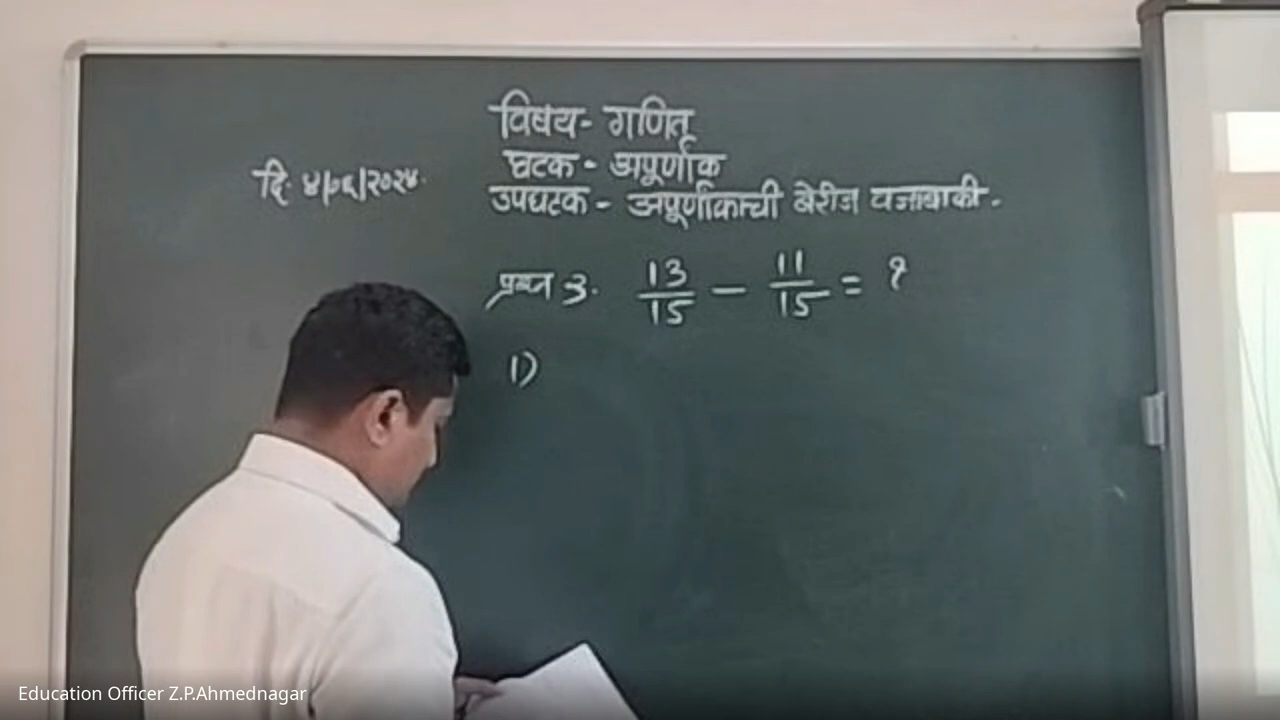 विषय- गणित
घटक - अपूर्णांक
दि. ४/०६/२०२४.
उपघटक - अपूर्णांकाची बेरीज वजाबाकी.
प्रश्न 3. 13/15 - 11/15 = ?
1)
Education Officer Z.P.Ahmednagar